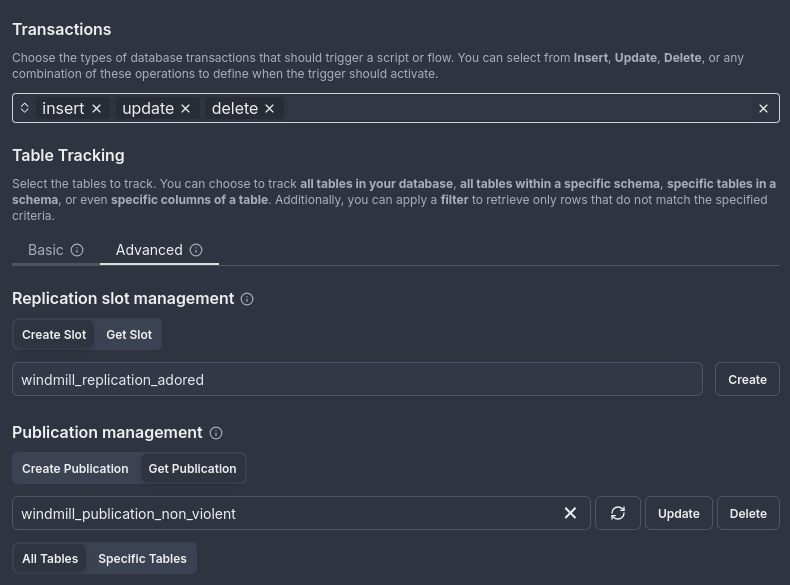 Transactions
Choose the types of database transactions that should trigger a script or flow. You can select from Insert, Update, Delete, or any
combination of these operations to define when the trigger should activate.
insert update delete
Table Tracking
Select the tables to track. You can choose to track all tables in your database, all tables within a specific schema, specific tables in a
schema, or even specific columns of a table. Additionally, you can apply a filter to retrieve only rows that do not match the specified
criteria.
Basic Advanced
Replication slot management
Create Slot Get Slot
windmill_replication_adored Create
Publication management
Create Publication Get Publication
windmill_publication_non_violent Update Delete
All Tables Specific Tables